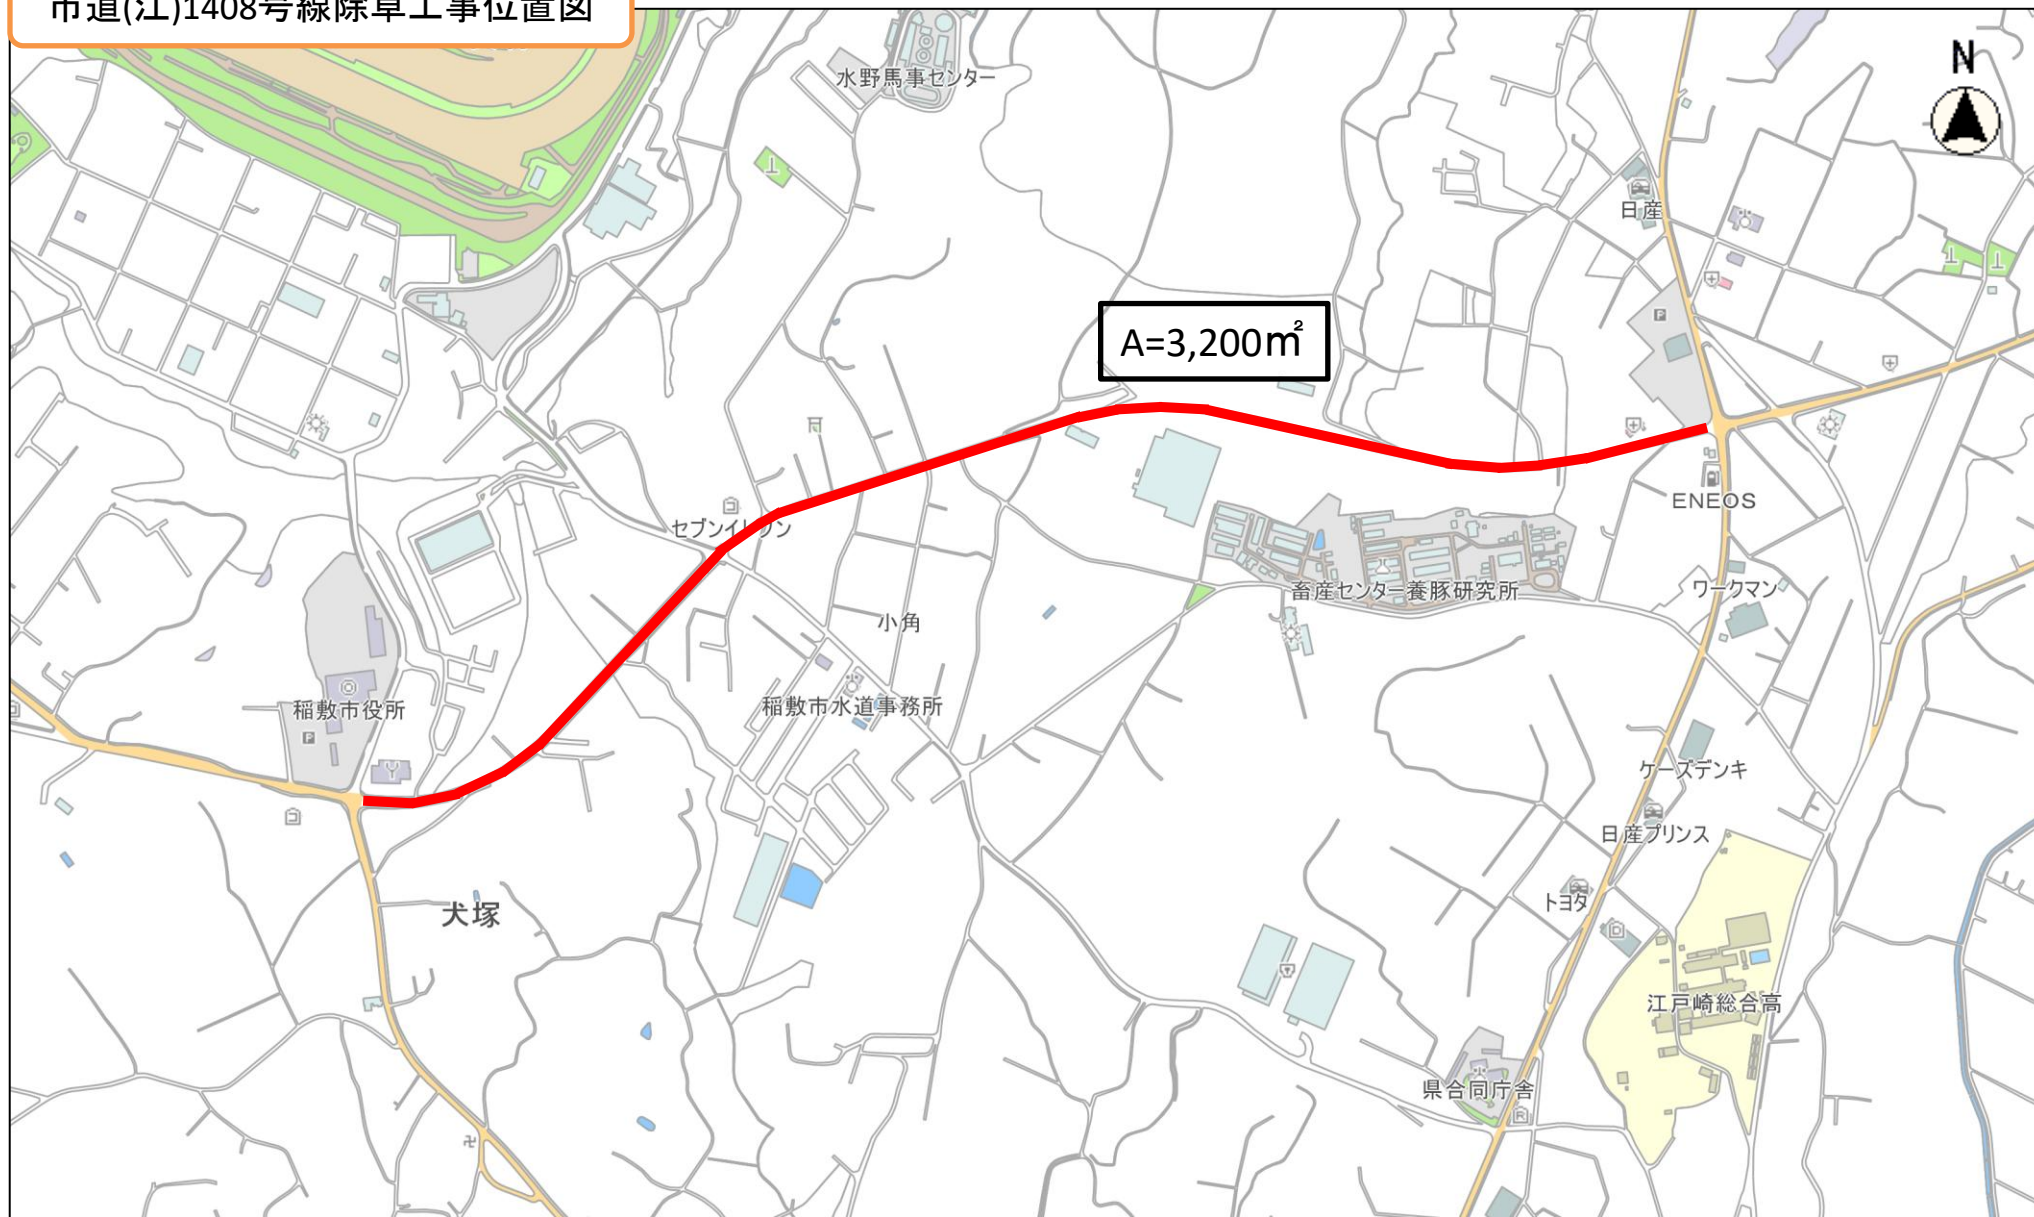 市道(江)1408号線除草工事位置図
N
水野馬事センター
日産
A=3,200㎡
ENEOS
セブンイレブン
畜産センター養豚研究所
ワークマン
小角
稲敷市水道事務所
稲敷市役所
ケーズデンキ
日産プリンス
トヨタ
犬塚
江戸崎総合高
県合同庁舎